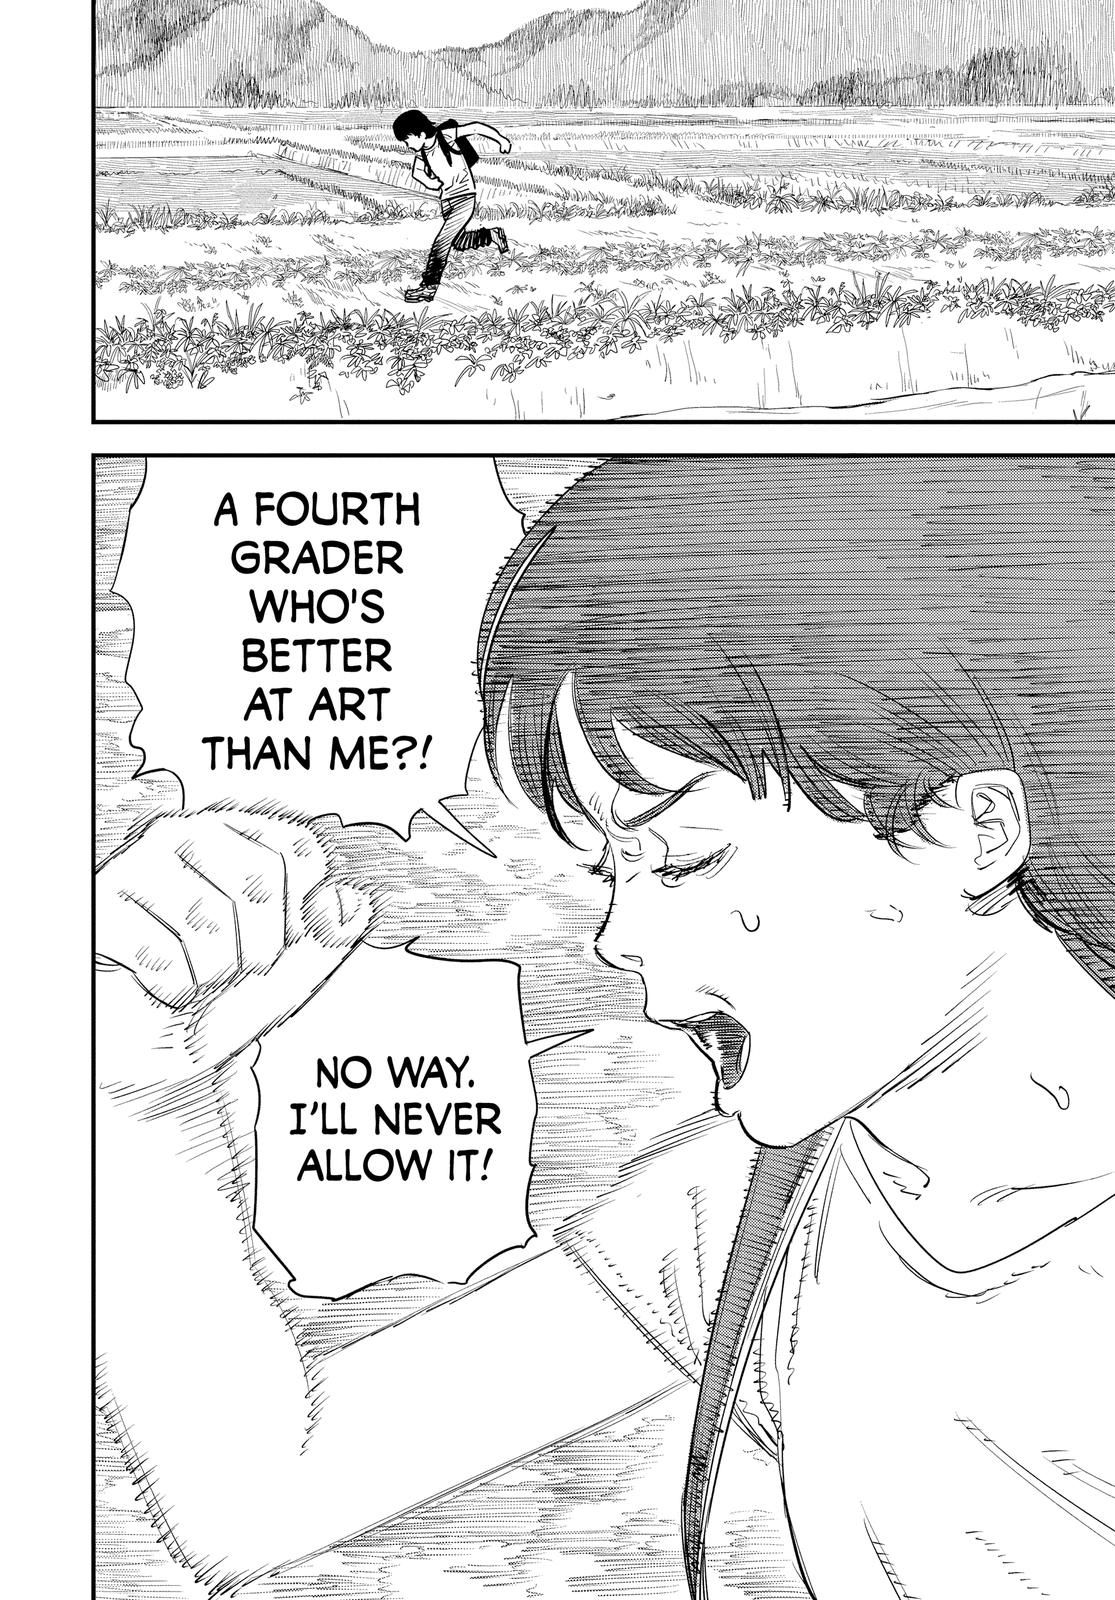 A FOURTH
GRADER
WHO'S
BETTER
AT ART
THAN ME?!
NO WAY.
I'LL NEVER
ALLOW IT!